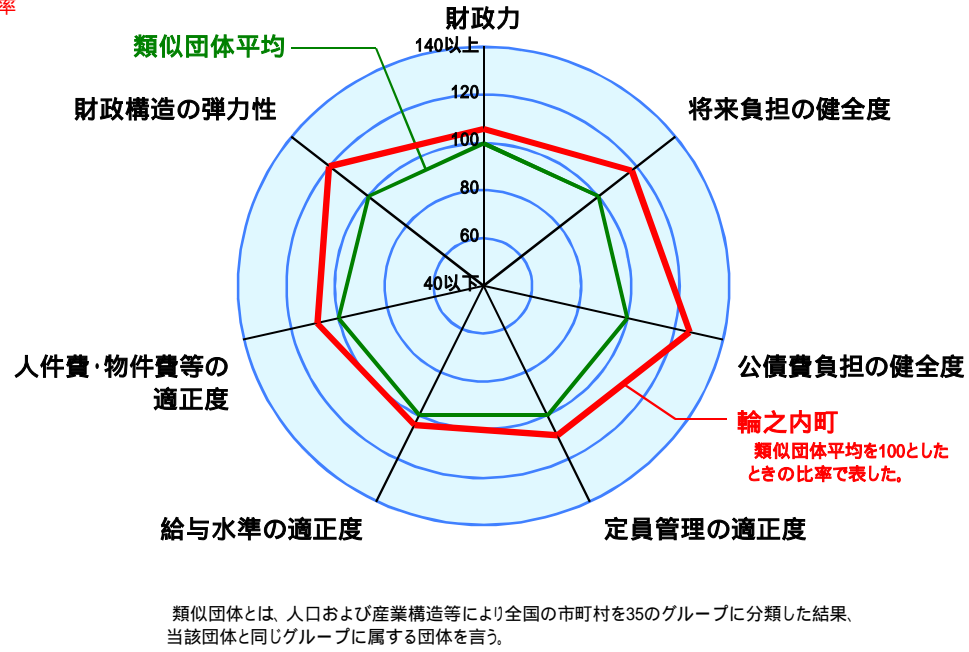 率
財政力
140以上
類似団体平均
120
財政構造の弾力性
将来負担の健全度
100
80
60
40以下
人件費・物件費等の
適正度
公債費負担の健全度
輪之内町
類似団体平均を100とした
ときの比率で表した。
給与水準の適正度
定員管理の適正度
類似団体とは、人口および産業構造等により全国の市町村を35のグループに分類した結果、
当該団体と同じグループに属する団体を言う。